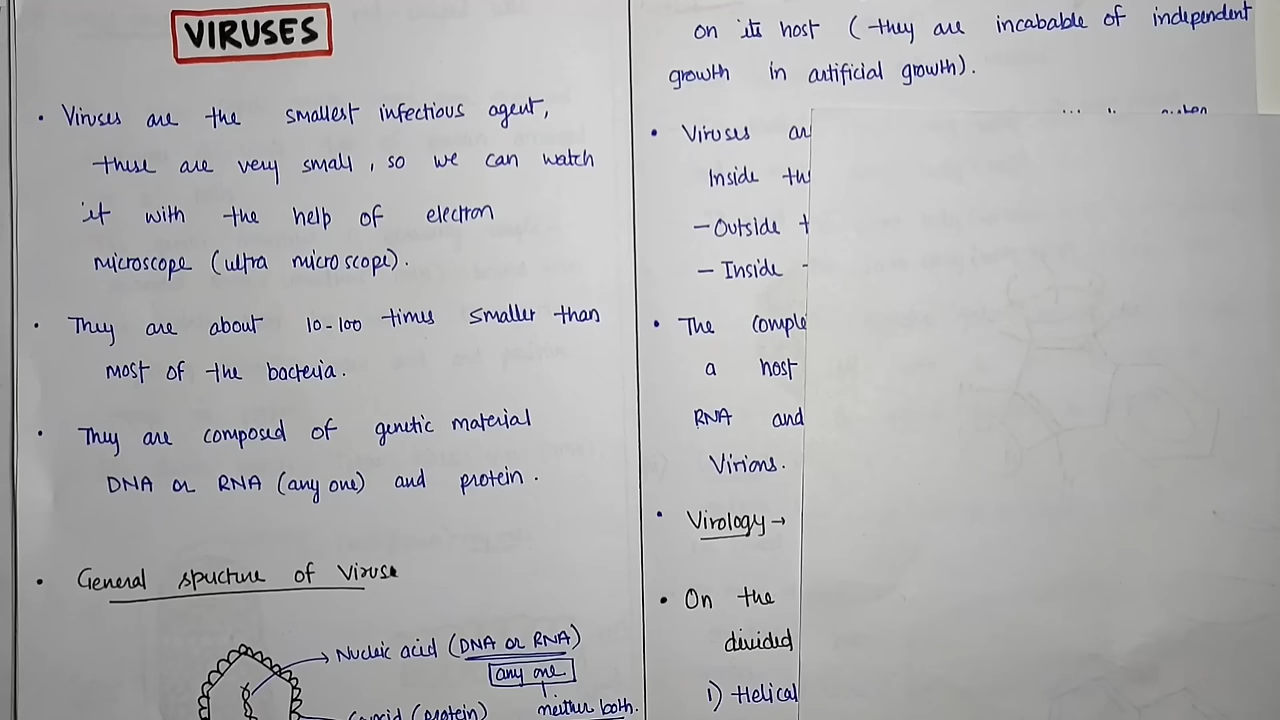 VIRUSES
• Viruses are the smallest infectious agent,
these are very small, so we can watch
it with the help of electron
microscope (ultra microscope).
• They are about 10-100 times smaller than
most of the bacteria.
• They are composed of genetic material
DNA or RNA (any one) and protein.
• General structure of Viruse
Nucleic acid (DNA or RNA)
any one
neither both.
(protein)
on its host (they are incabable of independent
growth in artificial growth).
• Viruses
Inside
- Outside
- Inside
• The
a host
RNA and
Virions.
• Virology →
• On the
divided
i) Helical